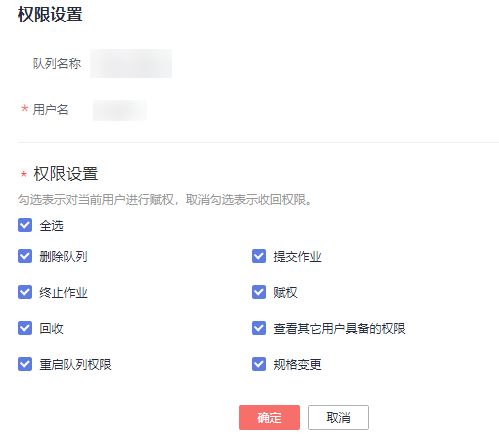 权限设置
队列名称
* 用户名
* 权限设置
勾选表示对当前用户进行赋权，取消勾选表示收回权限。
全选
删除队列 提交作业
终止作业 赋权
回收 查看其它用户具备的权限
重启队列权限 规格变更
确定 取消